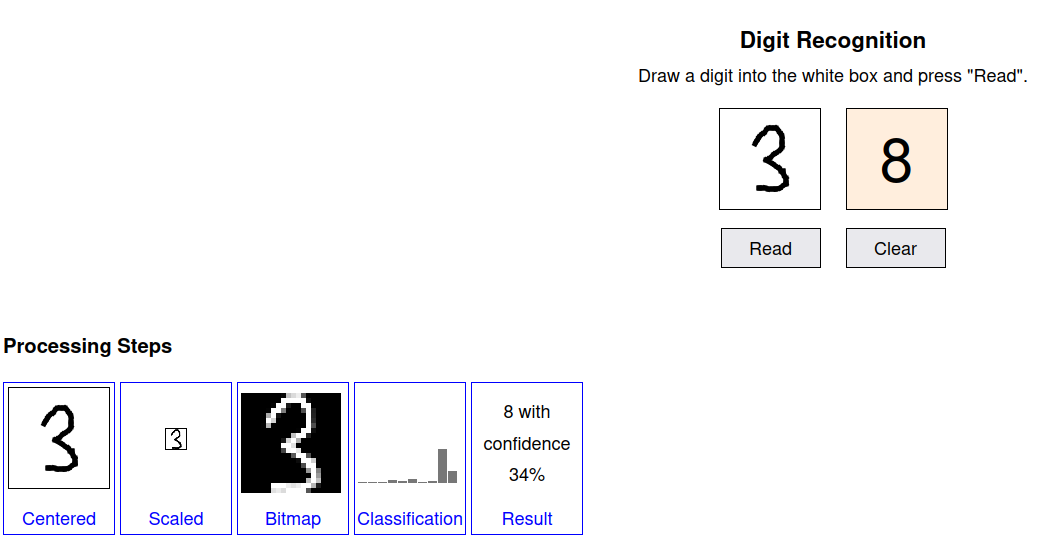 Digit Recognition
Draw a digit into the white box and press "Read".
3 8
Read Clear
Processing Steps
3 3 3 8 with
confidence
34%
Centered Scaled Bitmap Classification Result